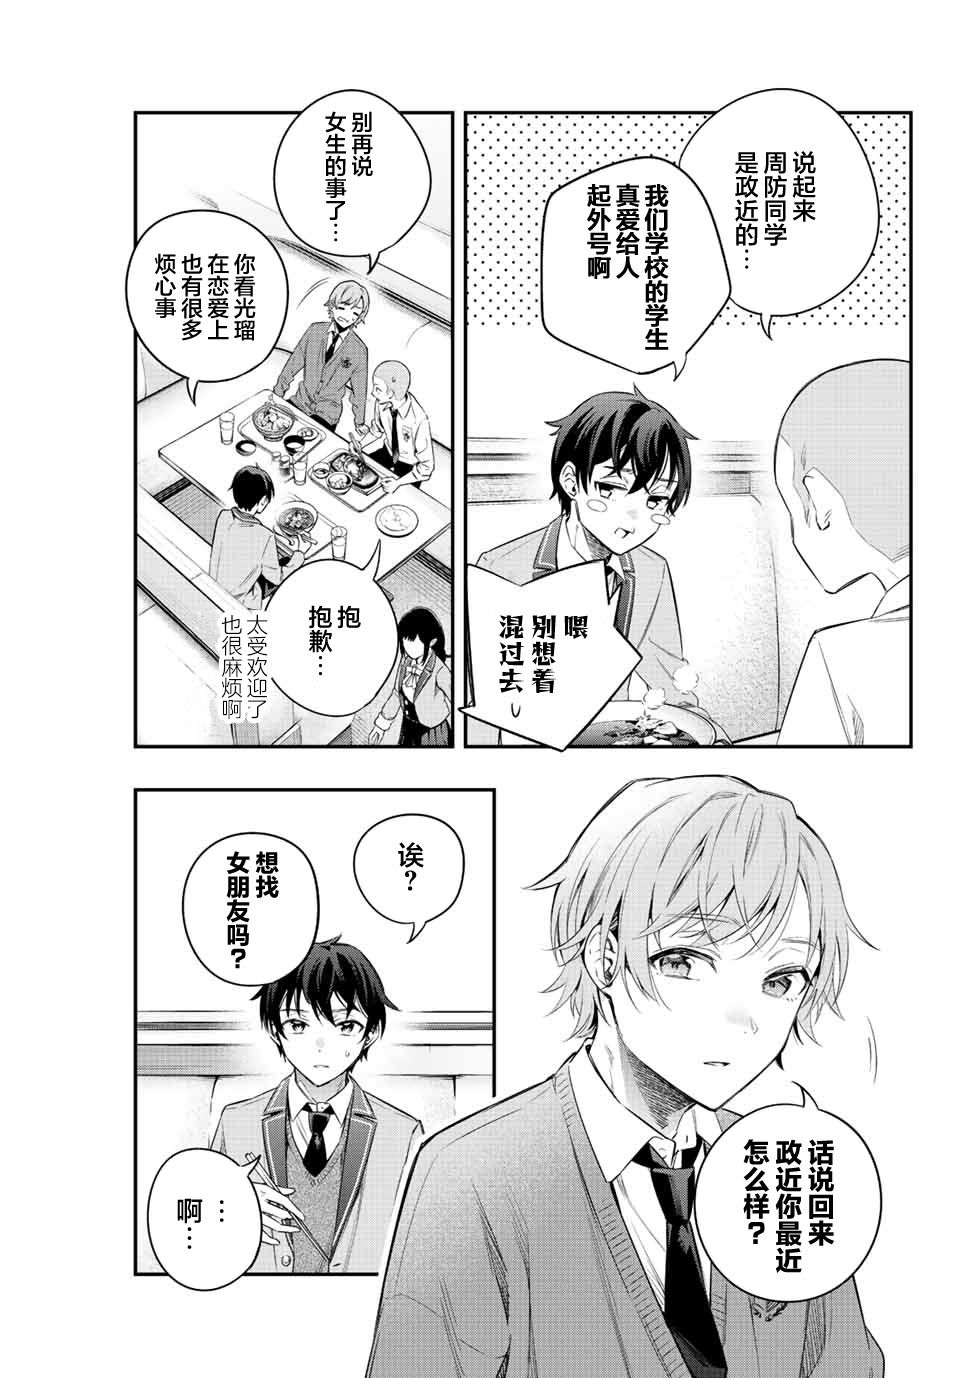 说起来
周防同学
是政近的…
我们学校的学生
真爱给人
起外号啊
喂
别想着
混过去
别再说
女生的事了…
你看光瑠
在恋爱上
也有很多
烦心事
抱
抱歉…
太受欢迎了
也很麻烦啊
话说回来
政近你最近
怎么样？
诶？
想找
女朋友吗？
…
啊…